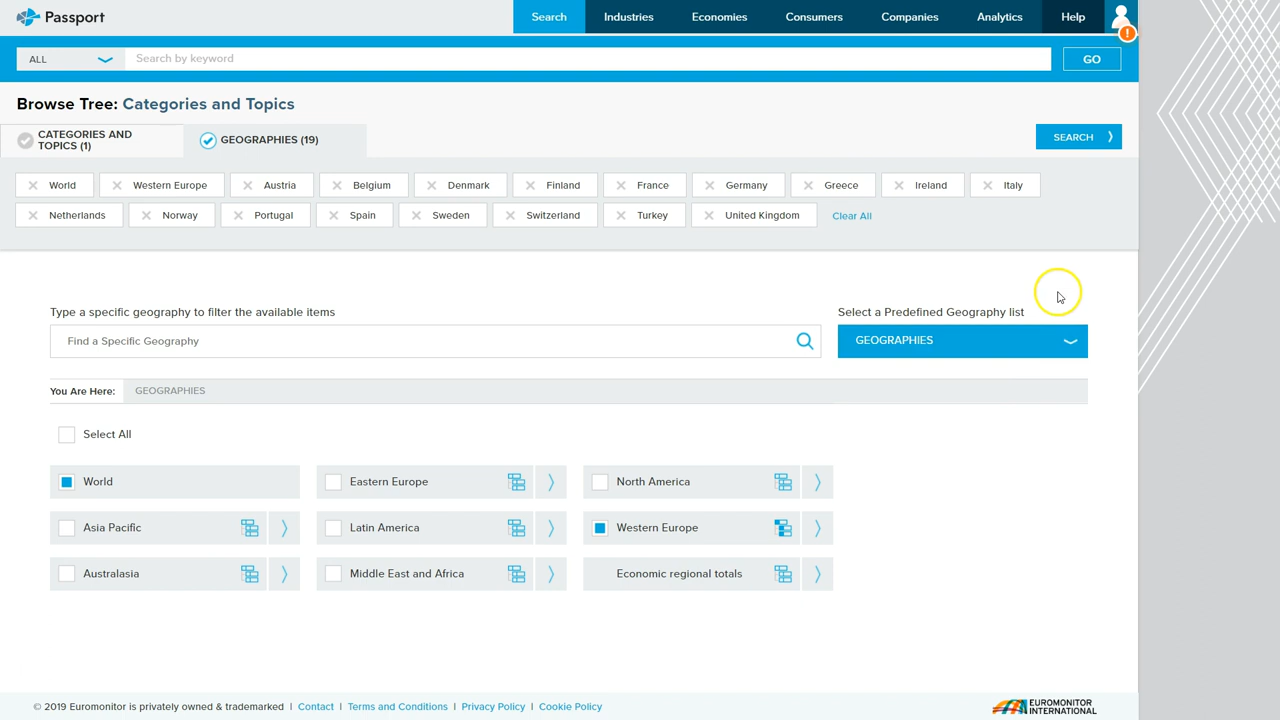 Passport
Search Industries Economies Consumers Companies Analytics Help
ALL Search by keyword GO
Browse Tree: Categories and Topics
CATEGORIES AND
TOPICS (1)
GEOGRAPHIES (19)
SEARCH
World Western Europe Austria Belgium Denmark Finland France Germany Greece Ireland Italy
Netherlands Norway Portugal Spain Sweden Switzerland Turkey United Kingdom Clear All
Type a specific geography to filter the available items
Select a Predefined Geography list
Find a Specific Geography
GEOGRAPHIES
You Are Here: GEOGRAPHIES
Select All
World Eastern Europe North America
Asia Pacific Latin America Western Europe
Australasia Middle East and Africa Economic regional totals
© 2019 Euromonitor is privately owned & trademarked | Contact | Terms and Conditions | Privacy Policy | Cookie Policy
EUROMONITOR
INTERNATIONAL